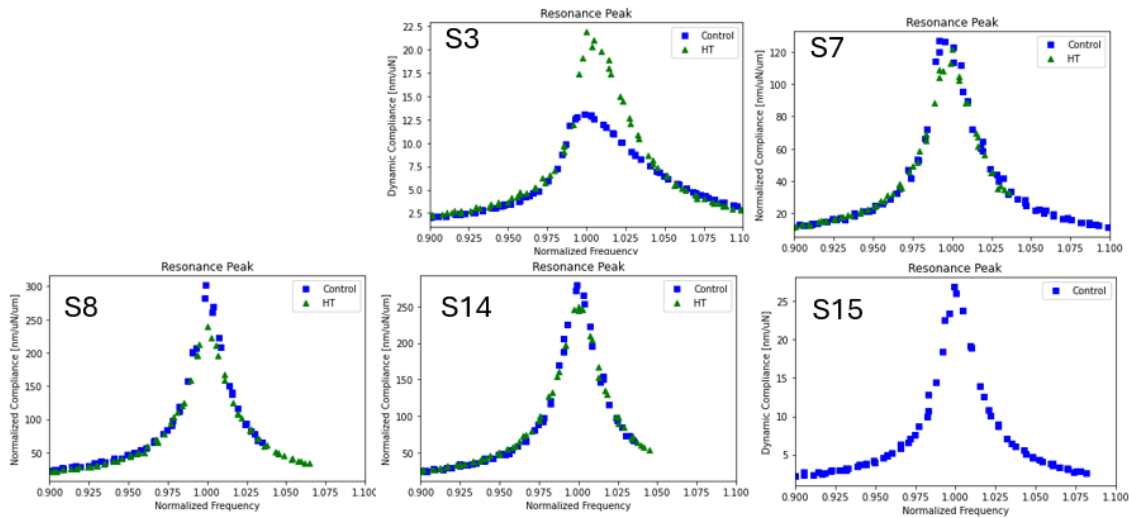 Resonance Peak
S3
Control
HT
Dynamic Compliance [nm/uN]
22.5
20.0
17.5
15.0
12.5
10.0
7.5
5.0
2.5
0.900 0.925 0.950 0.975 1.000 1.025 1.050 1.075 1.10
Normalized Frequency
Resonance Peak
S7
Control
HT
Normalized Compliance [nm/uN/um]
120
100
80
60
40
20
0.900 0.925 0.950 0.975 1.000 1.025 1.050 1.075 1.100
Normalized Frequency
Resonance Peak
S8
Control
HT
Normalized Compliance [nm/uN/um]
300
250
200
150
100
50
0.900 0.925 0.950 0.975 1.000 1.025 1.050 1.075 1.100
Normalized Frequency
Resonance Peak
S14
Control
HT
Normalized Compliance [nm/uN/um]
250
200
150
100
50
0.900 0.925 0.950 0.975 1.000 1.025 1.050 1.075 1.100
Normalized Frequency
Resonance Peak
S15
Control
Dynamic Compliance [nm/uN]
25
20
15
10
5
0.900 0.925 0.950 0.975 1.000 1.025 1.050 1.075 1.100
Normalized Frequency